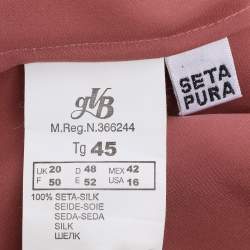 gVB
M.Reg.N.366244
Tg 45
UK 20 D 48 MEX 42
F 50 E 52 USA 16
100% SETA-SILK
SEIDE-SOIE
SEDA-SEDA
SILK
ШЕЛК
SETA
PURA